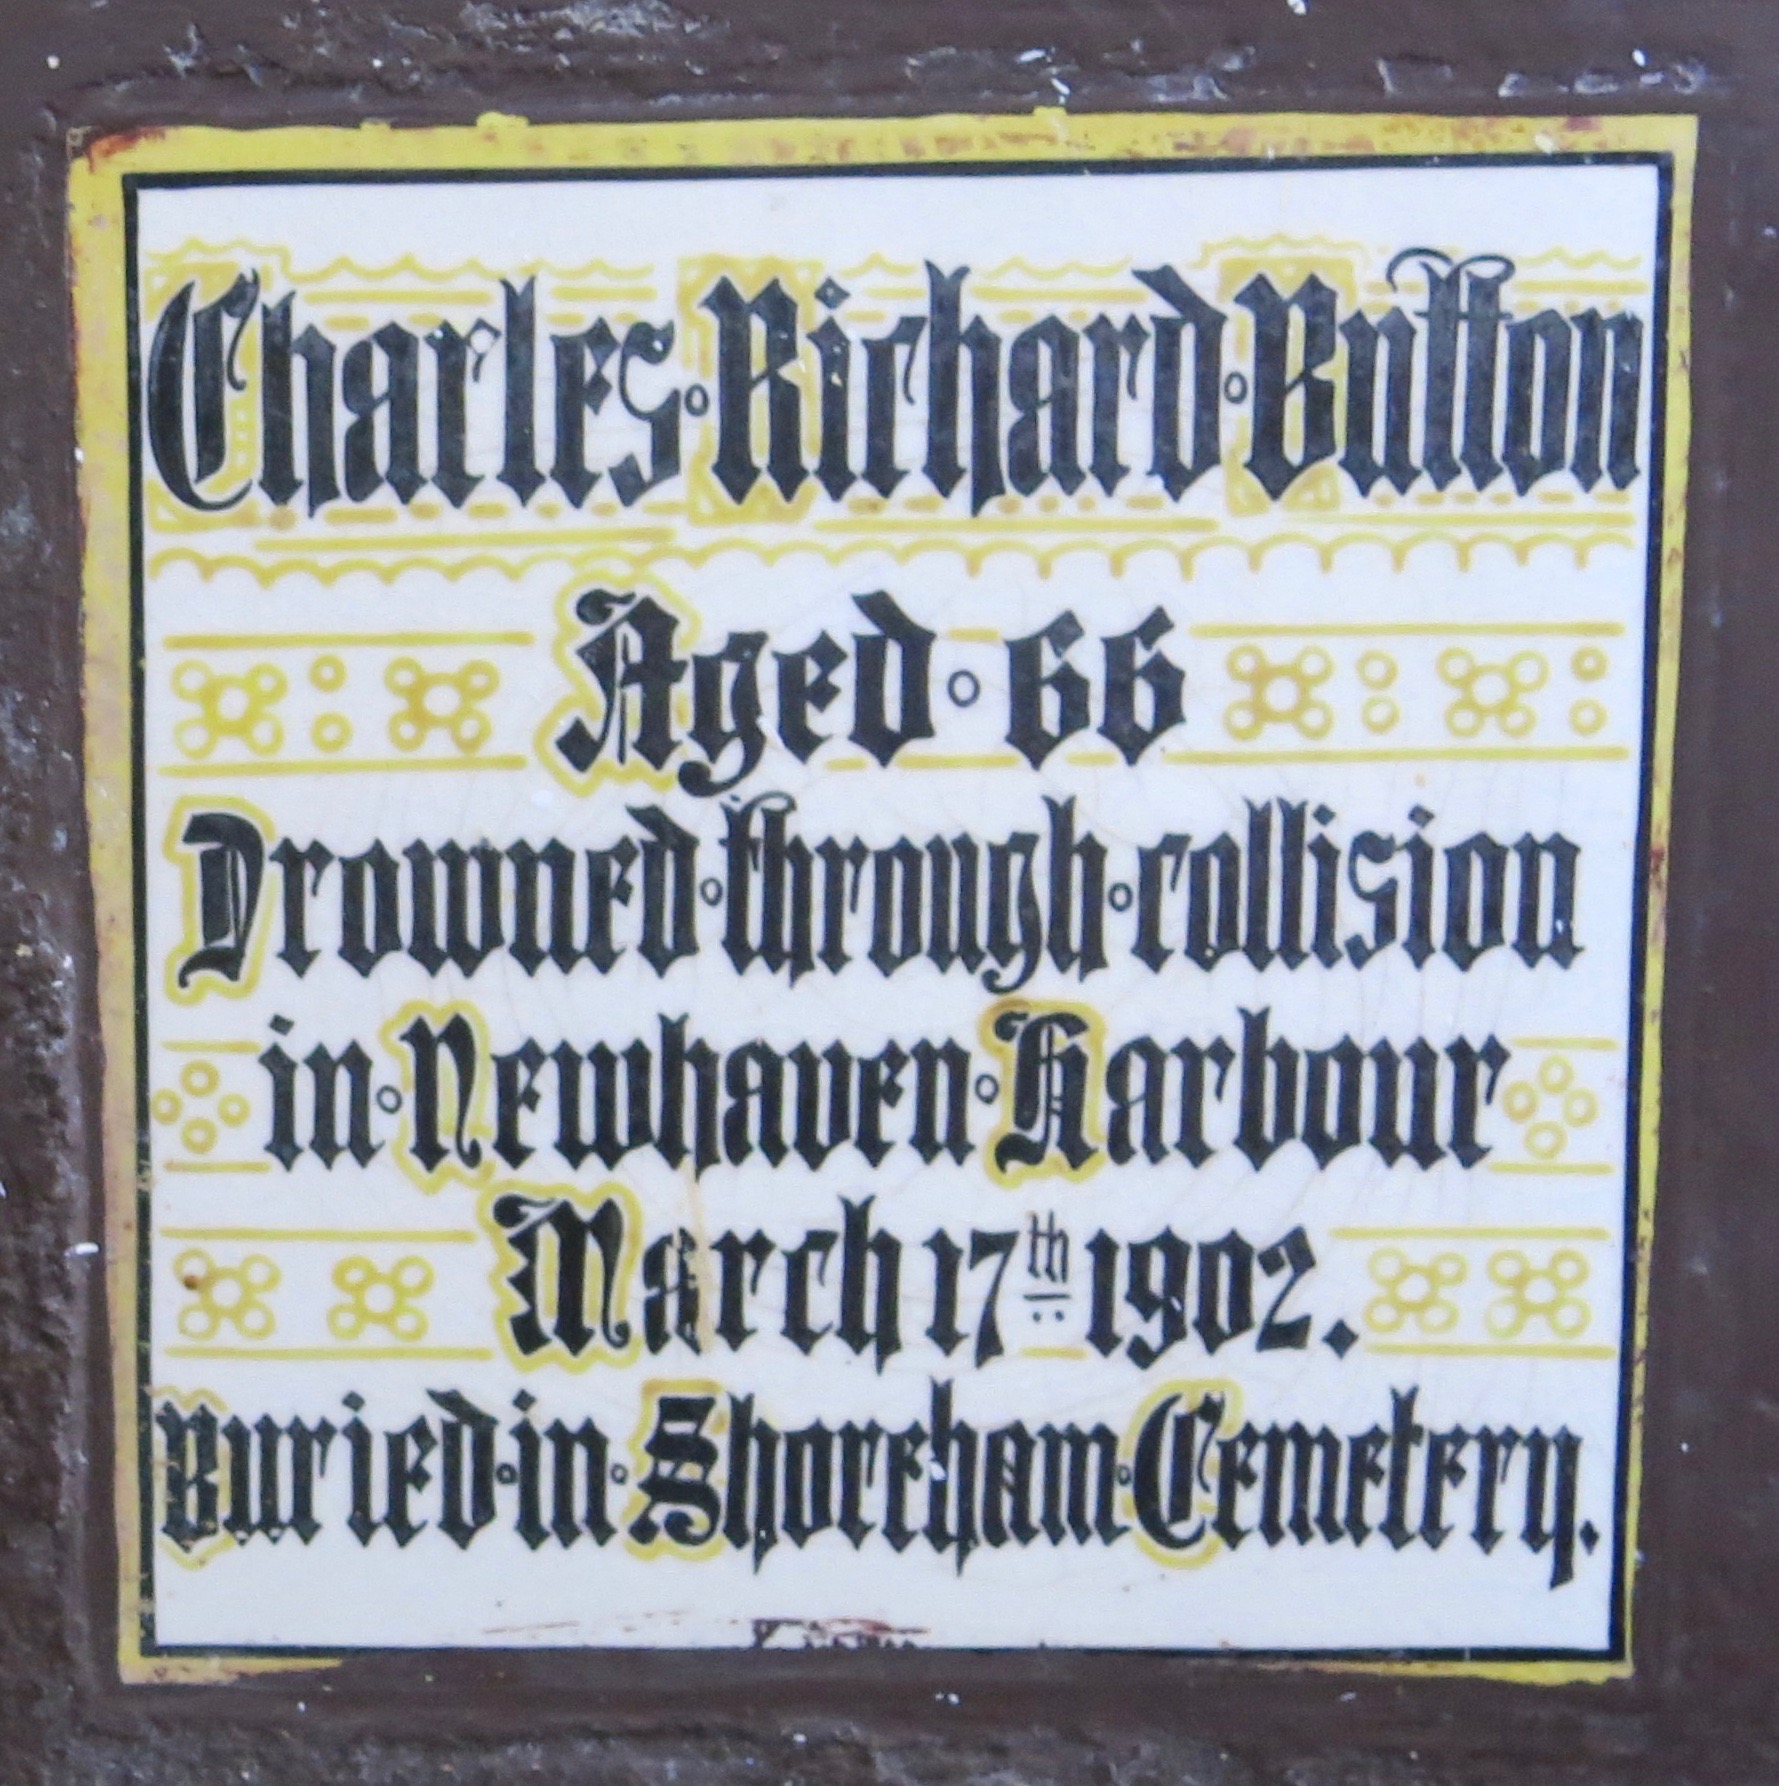 Charles Richard Button
Aged 66
Drowned through collision
in Newhaven Harbour
March 17th 1902.
Buried in Shoreham Cemetery.